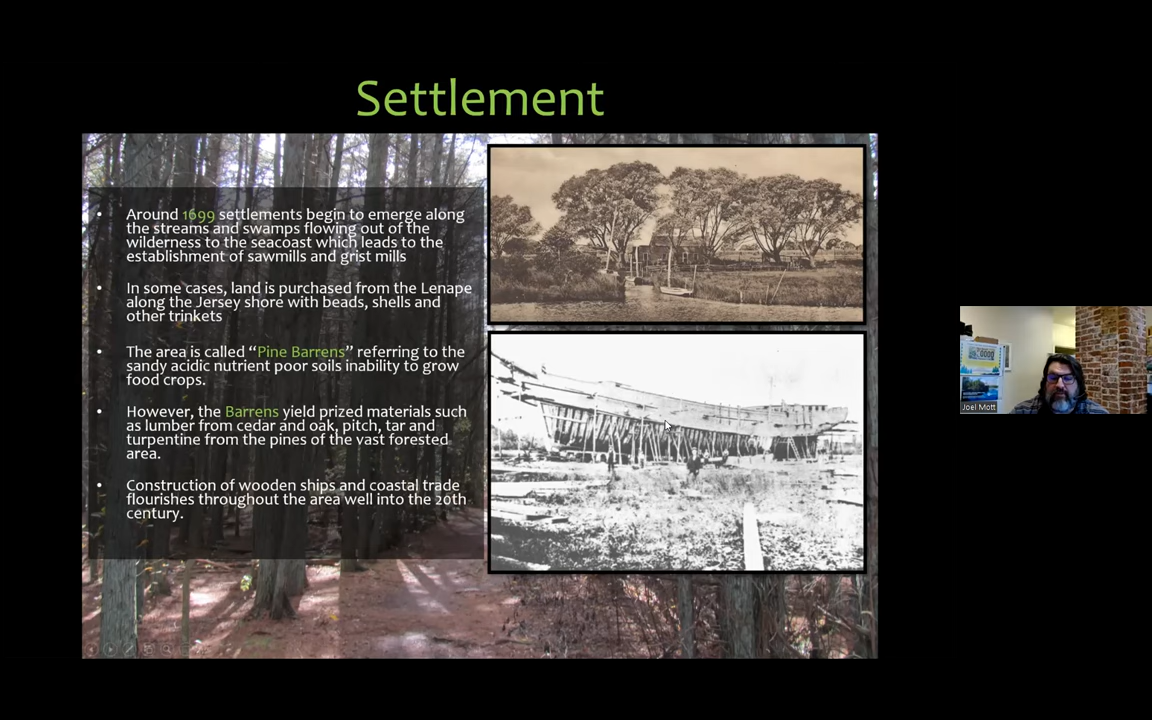 Settlement
• Around 1699 settlements begin to emerge along
the streams and swamps flowing out of the
wilderness to the seacoast which leads to the
establishment of sawmills and grist mills
• In some cases, land is purchased from the Lenape
along the Jersey shore with beads, shells and
other trinkets
• The area is called “Pine Barrens” referring to the
sandy acidic nutrient poor soils inability to grow
food crops.
• However, the Barrens yield prized materials such
as lumber from cedar and oak, pitch, tar and
turpentine from the pines of the vast forested
area.
• Construction of wooden ships and coastal trade
flourishes throughout the area well into the 20th
century.
Joel Mott